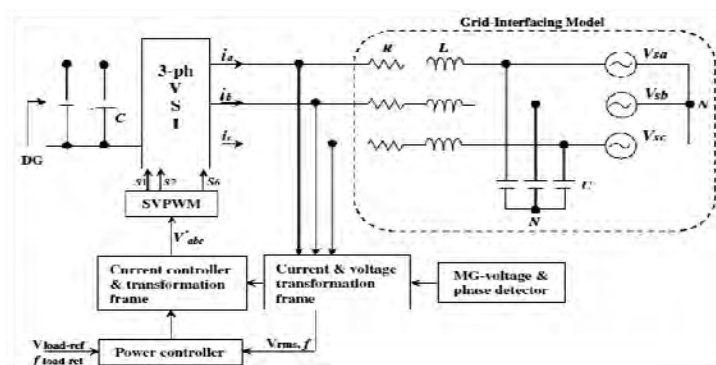 Grid-Interfacing Model
R L
3-ph
V
S
I
C
DG
ia
ib
ic
Vsa
Vsb
Vsc
N
C
N
S1 S2 S6
SVPWM
V*abc
Current controller
& transformation
frame
Current & voltage
transformation
frame
MG-voltage &
phase detector
Vload-ref
fload-ref
Power controller
Vrms, f